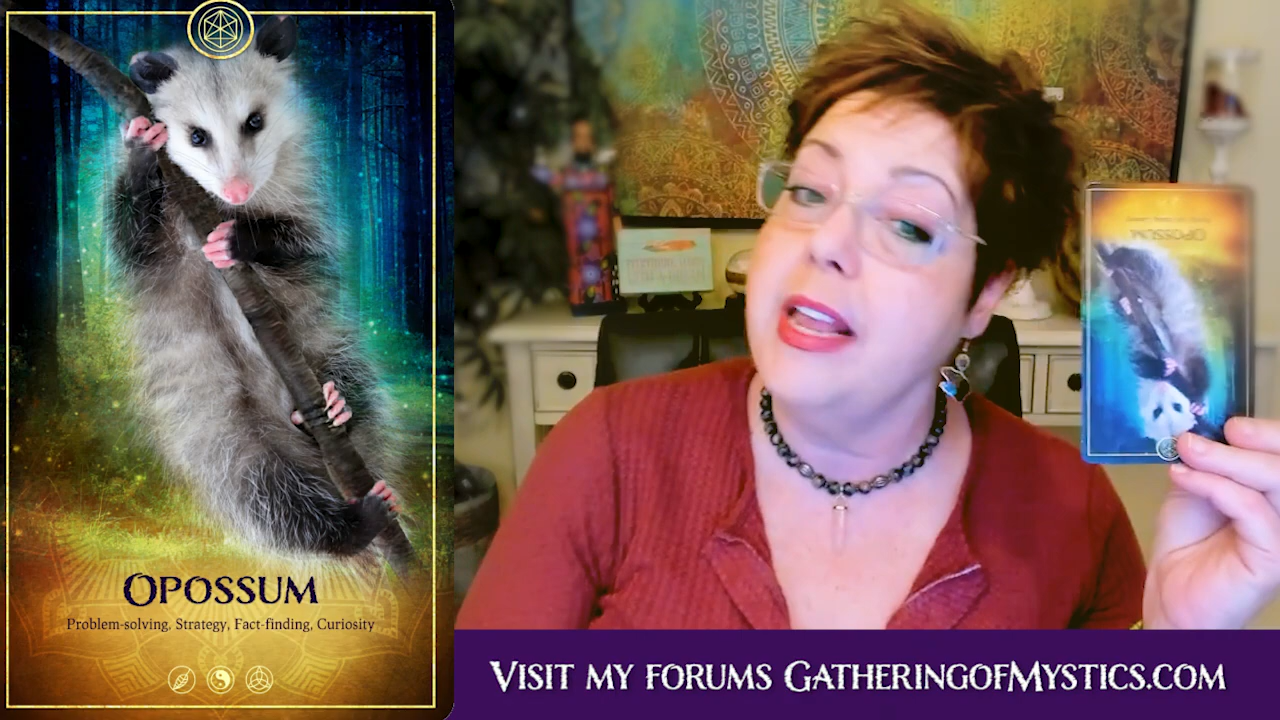 Opossum
Problem-solving, Strategy, Fact-finding, Curiosity
Opossum
Visit my forums GatheringofMystics.com